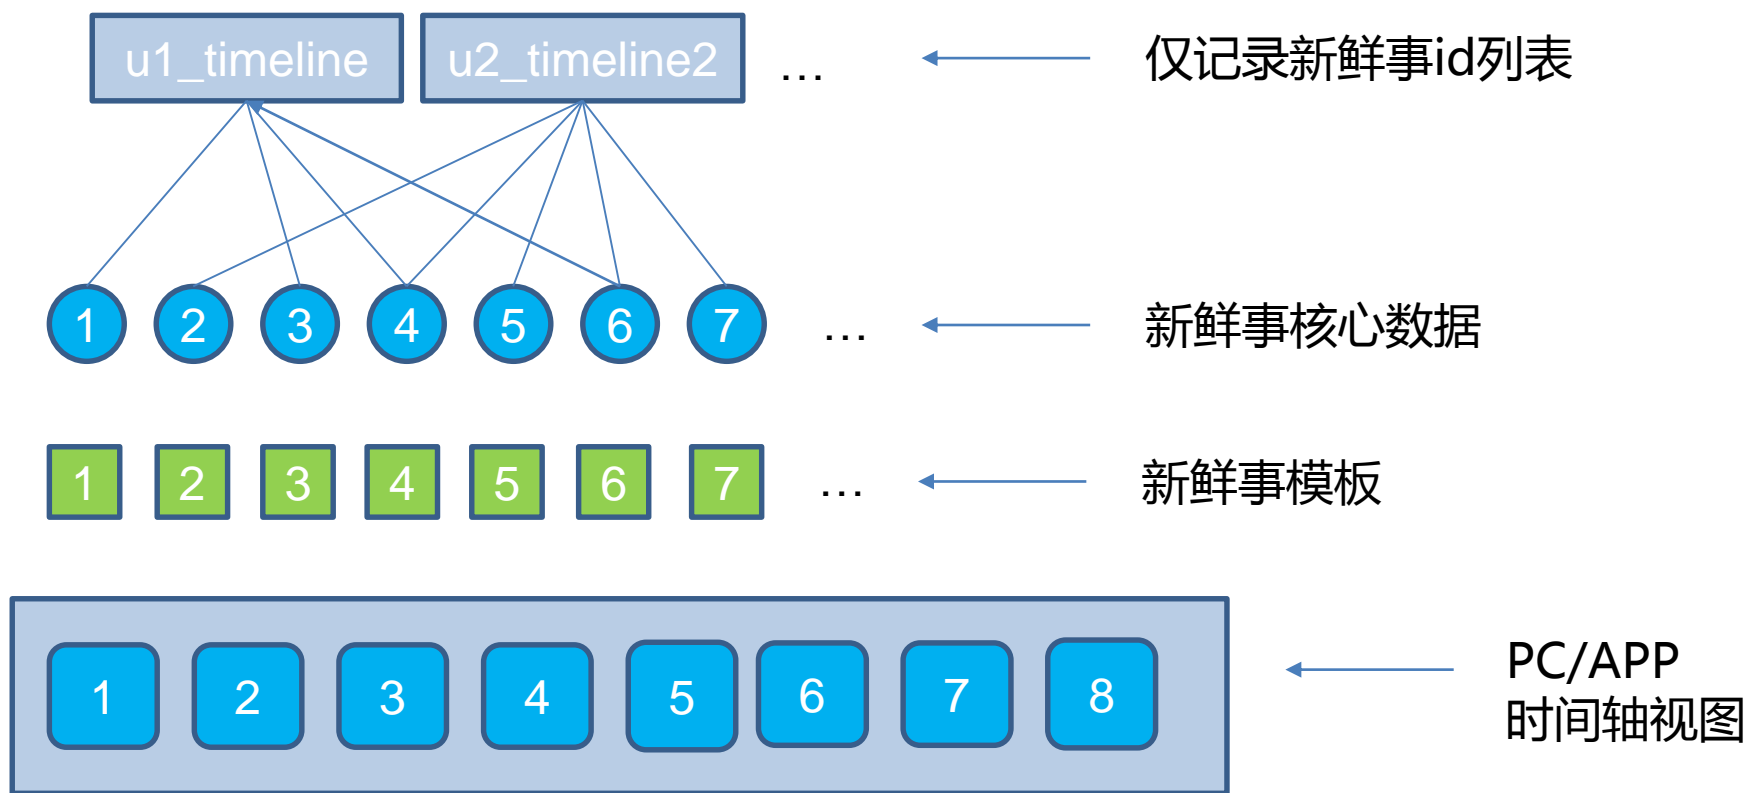 u1_timeline u2_timeline2 … 仅记录新鲜事id列表
1 2 3 4 5 6 7 … 新鲜事核心数据
1 2 3 4 5 6 7 … 新鲜事模板
1 2 3 4 5 6 7 8
PC/APP
时间轴视图